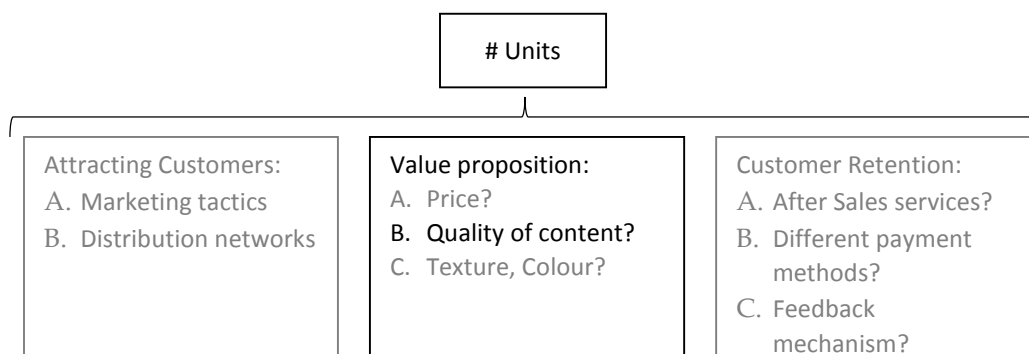 # Units
Attracting Customers:
A. Marketing tactics
B. Distribution networks
Value proposition:
A. Price?
B. Quality of content?
C. Texture, Colour?
Customer Retention:
A. After Sales services?
B. Different payment
methods?
C. Feedback
mechanism?